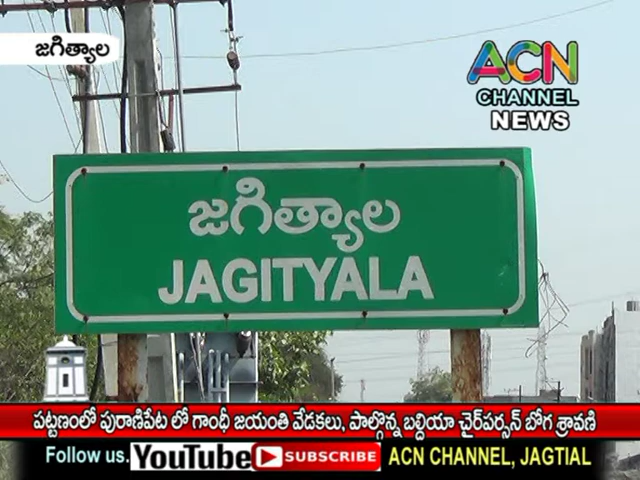 జగిత్యాల
ACN
CHANNEL
NEWS
జగిత్యాల
JAGITYALA
పట్టణంలో పురాణిపేట లో గాంధీ జయంతి వేడకలు, పాల్గొన్న బల్దియా చైర్‌పర్సన్ బోగ శ్రావణి
Follow us. YouTube SUBSCRIBE ACN CHANNEL, JAGTIAL